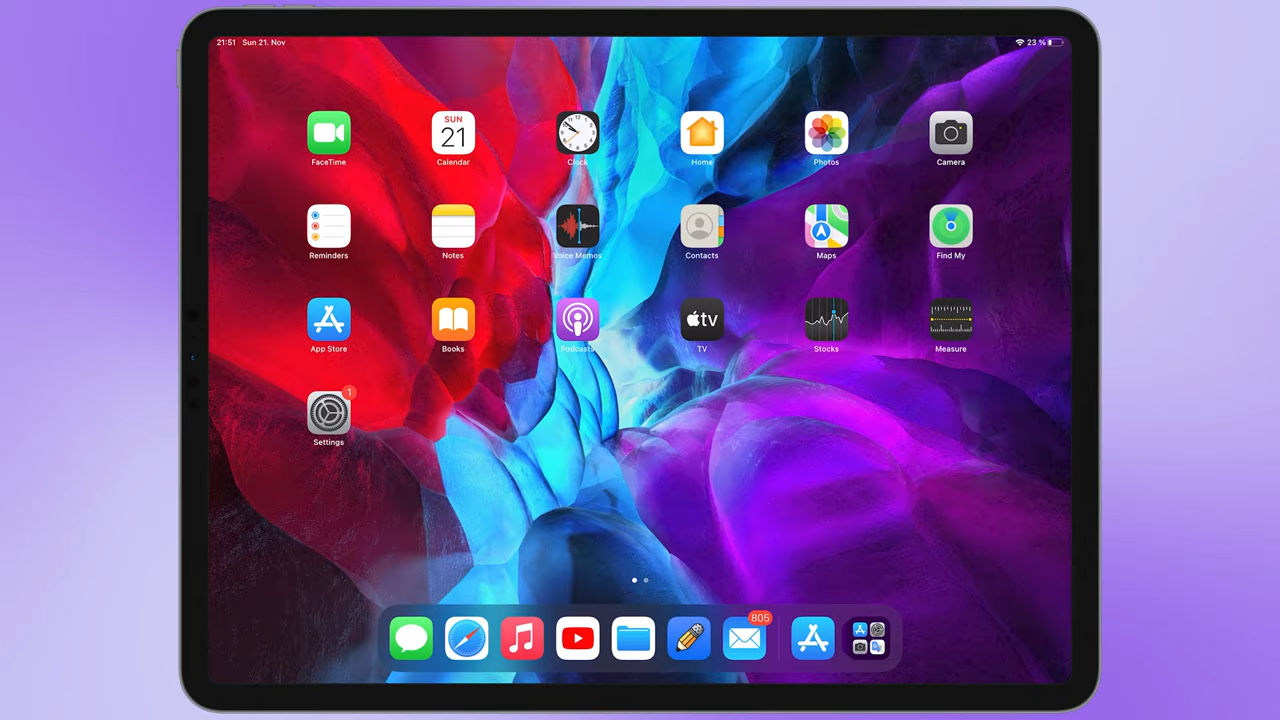 21:51 Sun 21. Nov 23 %
FaceTime
SUN
21
Calendar
Clock
Home
Photos
Camera
Reminders
Notes
Voice Memos
Contacts
Maps
Find My
App Store
Books
Podcasts
tv
TV
Stocks
Measure
1
Settings
805